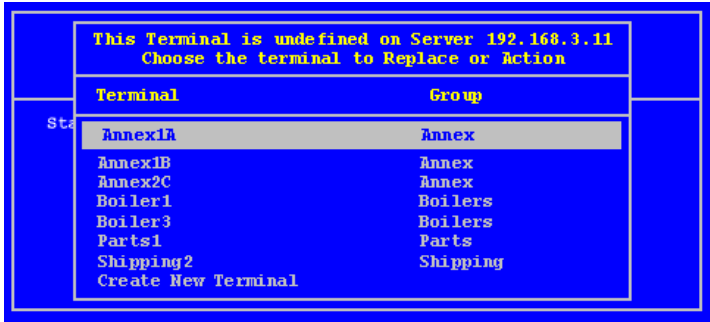 This Terminal is undefined on Server 192.168.3.11
Choose the terminal to Replace or Action
Terminal Group
Sta
Annex1A Annex
Annex1B Annex
Annex2C Annex
Boiler1 Boilers
Boiler3 Boilers
Parts1 Parts
Shipping2 Shipping
Create New Terminal